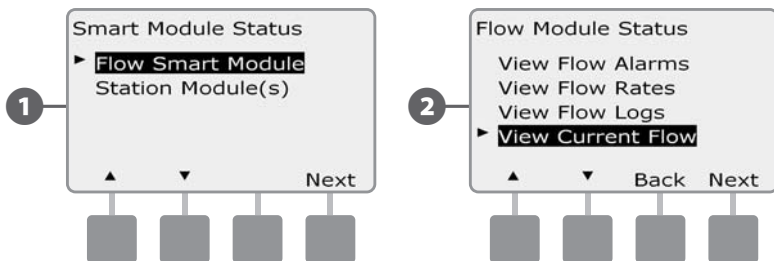 1
Smart Module Status
Flow Smart Module
Station Module(s)
Next
2
Flow Module Status
View Flow Alarms
View Flow Rates
View Flow Logs
View Current Flow
Back Next